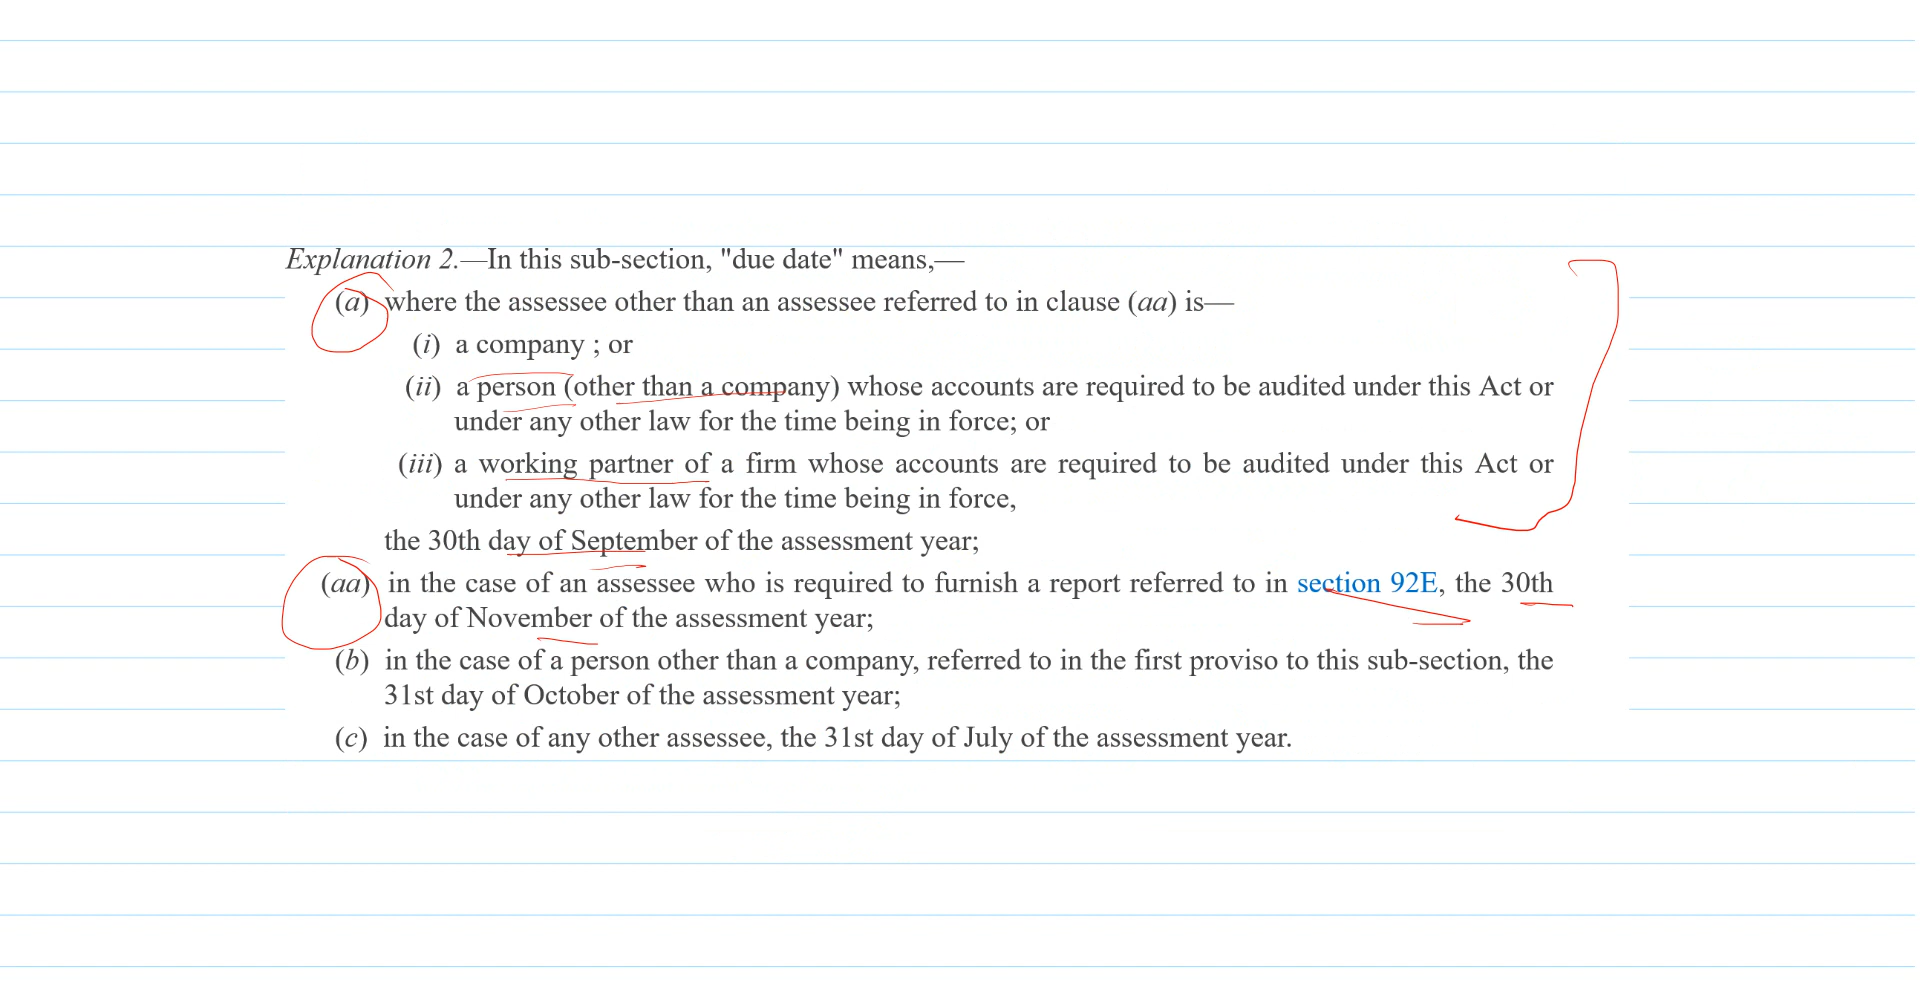 Explanation 2.—In this sub-section, "due date" means,—
(a) where the assessee other than an assessee referred to in clause (aa) is—
(i) a company ; or
(ii) a person (other than a company) whose accounts are required to be audited under this Act or
under any other law for the time being in force; or
(iii) a working partner of a firm whose accounts are required to be audited under this Act or
under any other law for the time being in force,
the 30th day of September of the assessment year;
(aa) in the case of an assessee who is required to furnish a report referred to in section 92E, the 30th
day of November of the assessment year;
(b) in the case of a person other than a company, referred to in the first proviso to this sub-section, the
31st day of October of the assessment year;
(c) in the case of any other assessee, the 31st day of July of the assessment year.